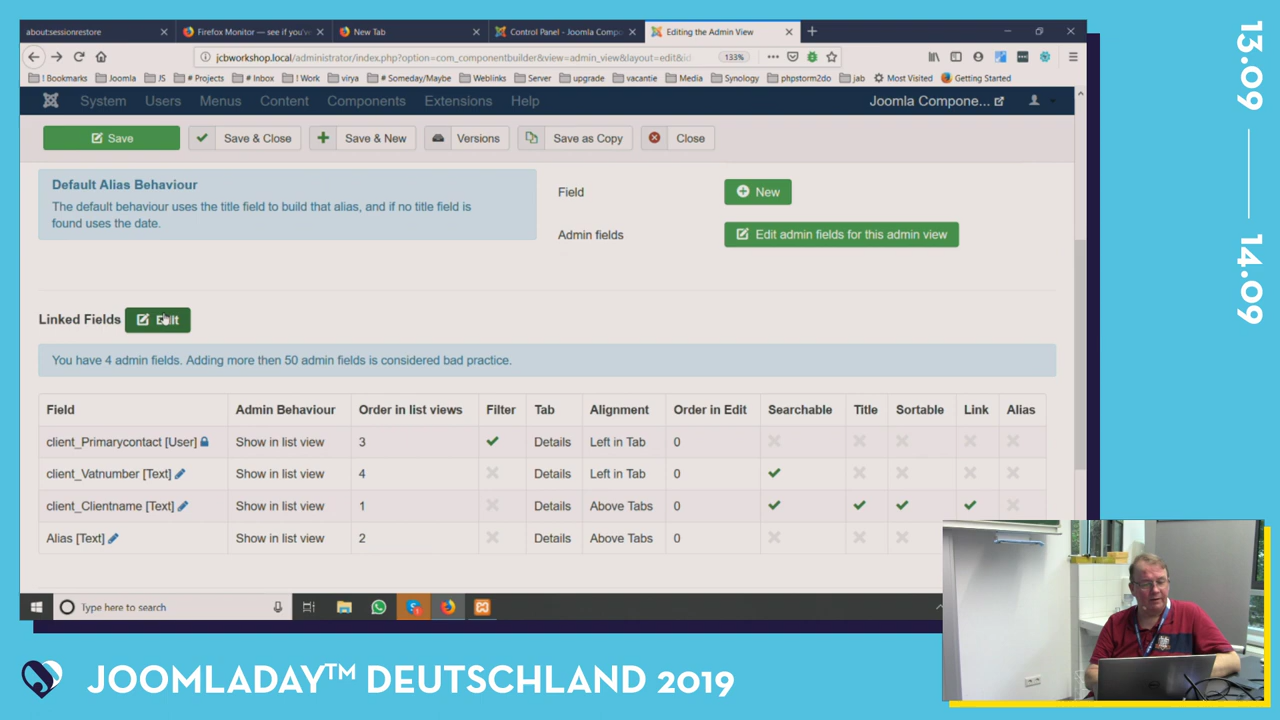 about:sessionrestore
Firefox Monitor — see if you'v
New Tab
Control Panel - Joomla Compo
Editing the Admin View
jcbworkshop.local/administrator/index.php?option=com_componentbuilder&view=admin_view&layout=edit&id
133%
! Bookmarks
Joomla
JS
# Projects
# Inbox
! Work
virya
# Someday/Maybe
Weblinks
Server
upgrade
vacantie
Media
Synology
phpstorm2do
jab
Most Visited
Getting Started
System
Users
Menus
Content
Components
Extensions
Help
Joomla Compone...
Save
Save & Close
Save & New
Versions
Save as Copy
Close
Default Alias Behaviour
The default behaviour uses the title field to build that alias, and if no title field is
found uses the date.
Field
New
Admin fields
Edit admin fields for this admin view
Linked Fields
Edit
You have 4 admin fields. Adding more then 50 admin fields is considered bad practice.
Field Admin Behaviour Order in list views Filter Tab Alignment Order in Edit Searchable Title Sortable Link Alias
client_Primarycontact [User] Show in list view 3 Details Left in Tab 0
client_Vatnumber [Text] Show in list view 4 Details Left in Tab 0
client_Clientname [Text] Show in list view 1 Details Above Tabs 0
Alias [Text] Show in list view 2 Details Above Tabs 0
Type here to search
13.09
14.09
JOOMLADAY™ DEUTSCHLAND 2019